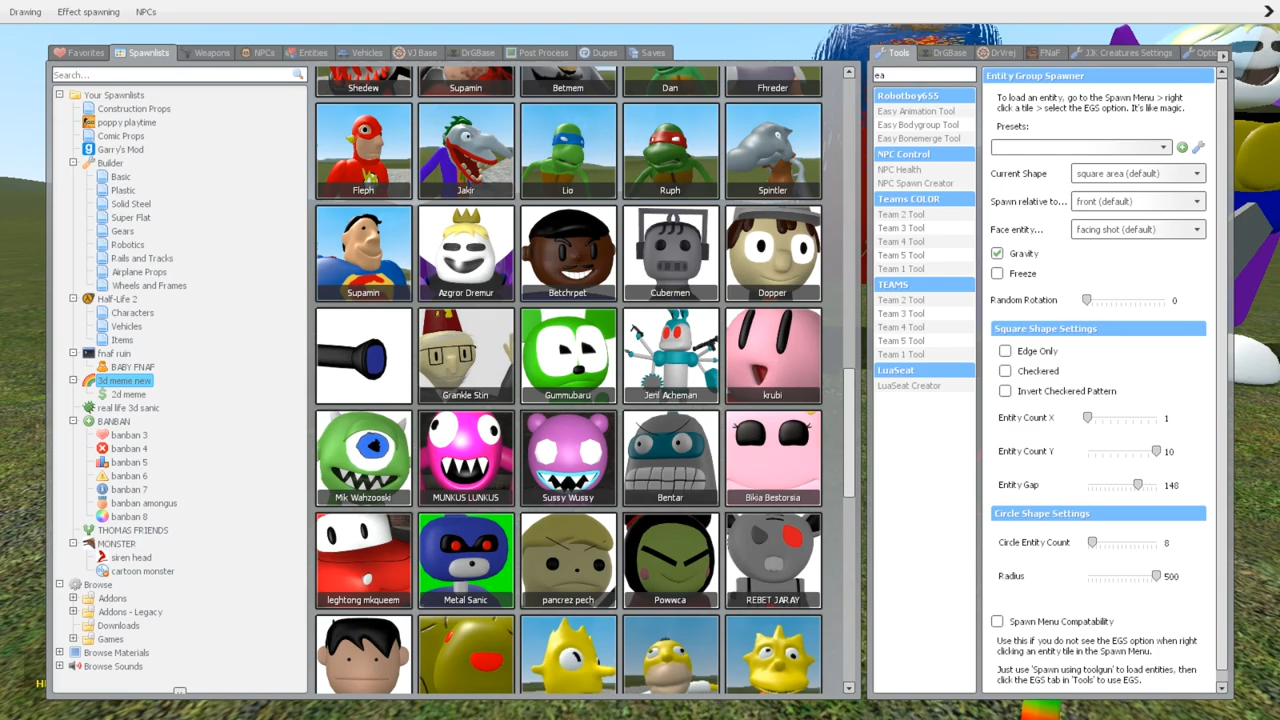 Drawing Effect spawning NPCs
Favorites Spawnlists Weapons NPCs Entities Vehicles VJ Base DrGBase Post Process Dupes Saves
Search...
Your Spawnlists
Construction Props
poppy playtime
Comic Props
Garry's Mod
Builder
Basic
Plastic
Solid Steel
Super Flat
Gears
Robotics
Rails and Tracks
Airplane Props
Wheels and Frames
Half-Life 2
Characters
Vehicles
Items
fnaf ruin
BABY FNAF
3d meme new
2d meme
real life 3d sanic
BANBAN
banban 3
banban 4
banban 5
banban 6
banban 7
banban amongus
banban 8
THOMAS FRIENDS
MONSTER
siren head
cartoon monster
Browse
Addons
Addons - Legacy
Downloads
Games
Browse Materials
Browse Sounds
Shedew Supamin Betmem Dan Fhreder
Fleph Jakir Lio Ruph Spintler
Supamin Azgror Dremur Betchrpet Cubermen Dopper
Grankle Stin Gummubaru Jenl Acheman krubi
Mik Wahzooski MUNKUS LUNKUS Sussy Wussy Bentar Bikia Bestorsia
leghtong mkqueem Metal Sanic pancrez pech Powwca REBET JARAY
Tools DrGBase DrVrej FNaF JJK Creatures Settings Optio
ea
Robotboy655
Easy Animation Tool
Easy Bodygroup Tool
Easy Bonemerge Tool
NPC Control
NPC Health
NPC Spawn Creator
Teams COLOR
Team 2 Tool
Team 3 Tool
Team 4 Tool
Team 5 Tool
Team 1 Tool
TEAMS
Team 2 Tool
Team 3 Tool
Team 4 Tool
Team 5 Tool
Team 1 Tool
LuaSeat
LuaSeat Creator
Entity Group Spawner
To load an entity, go to the Spawn Menu > right
click a tile > select the EGS option. It's like magic.
Presets:
Current Shape square area (default)
Spawn relative to... front (default)
Face entity... facing shot (default)
Gravity
Freeze
Random Rotation 0
Square Shape Settings
Edge Only
Checkered
Invert Checkered Pattern
Entity Count X 1
Entity Count Y 10
Entity Gap 148
Circle Shape Settings
Circle Entity Count 8
Radius 500
Spawn Menu Compatability
Use this if you do not see the EGS option when right
clicking an entity tile in the Spawn Menu.
Just use 'Spawn using toolgun' to load entities, then
click the EGS tab in 'Tools' to use EGS.